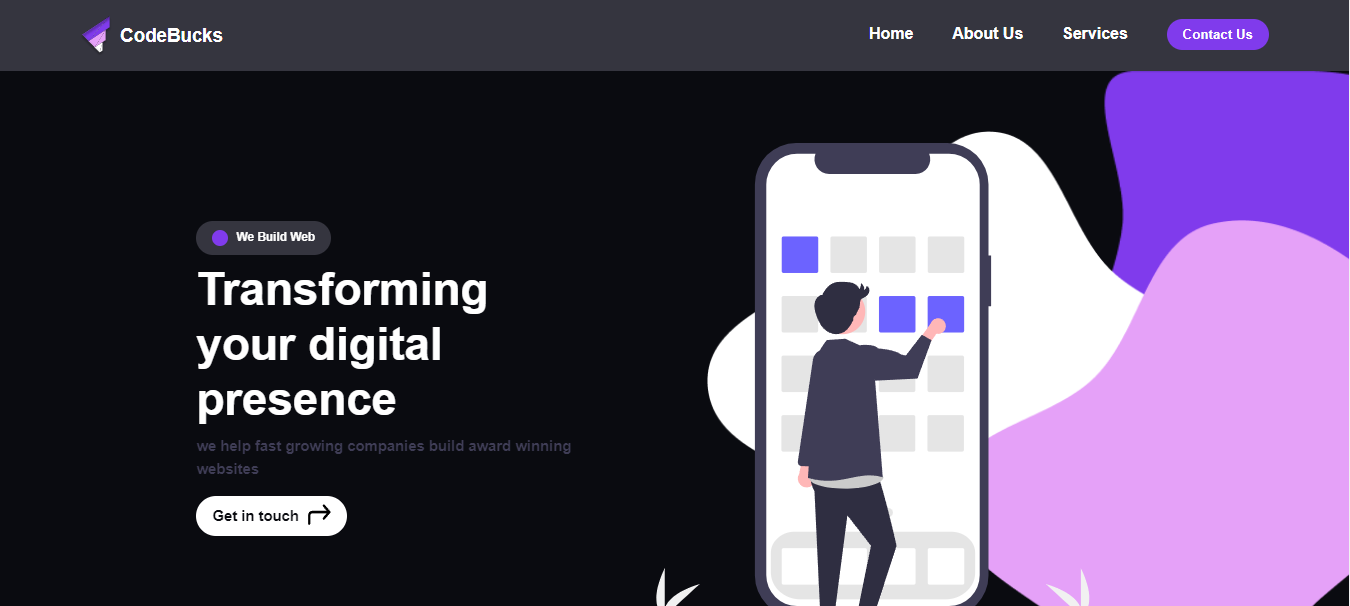 CodeBucks
Home
About Us
Services
Contact Us
We Build Web
Transforming
your digital
presence
we help fast growing companies build award winning
websites
Get in touch